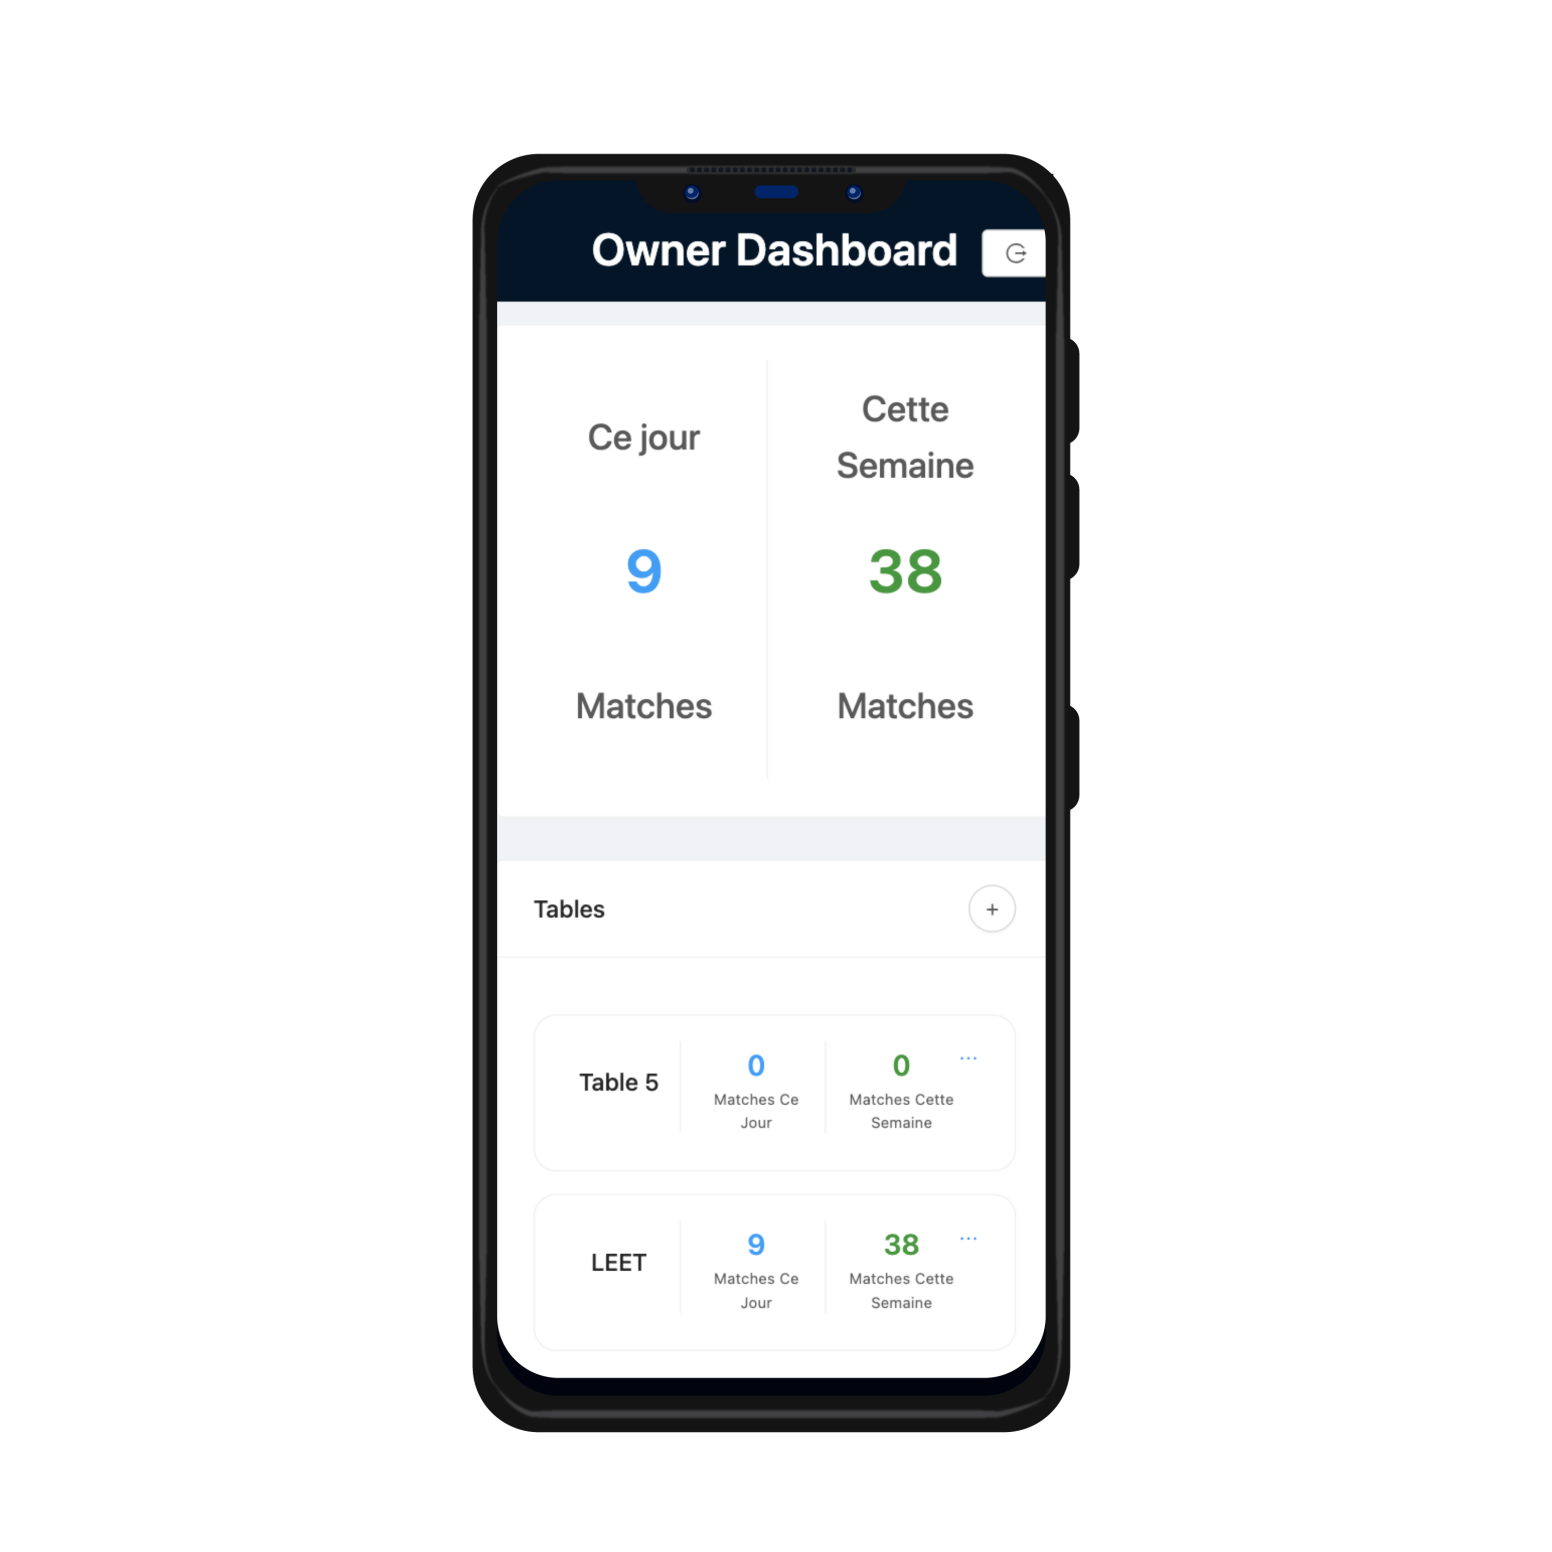 Owner Dashboard
Ce jour
9
Matches
Cette
Semaine
38
Matches
Tables
+
Table 5
0
Matches Ce
Jour
0
Matches Cette
Semaine
...
LEET
9
Matches Ce
Jour
38
Matches Cette
Semaine
...